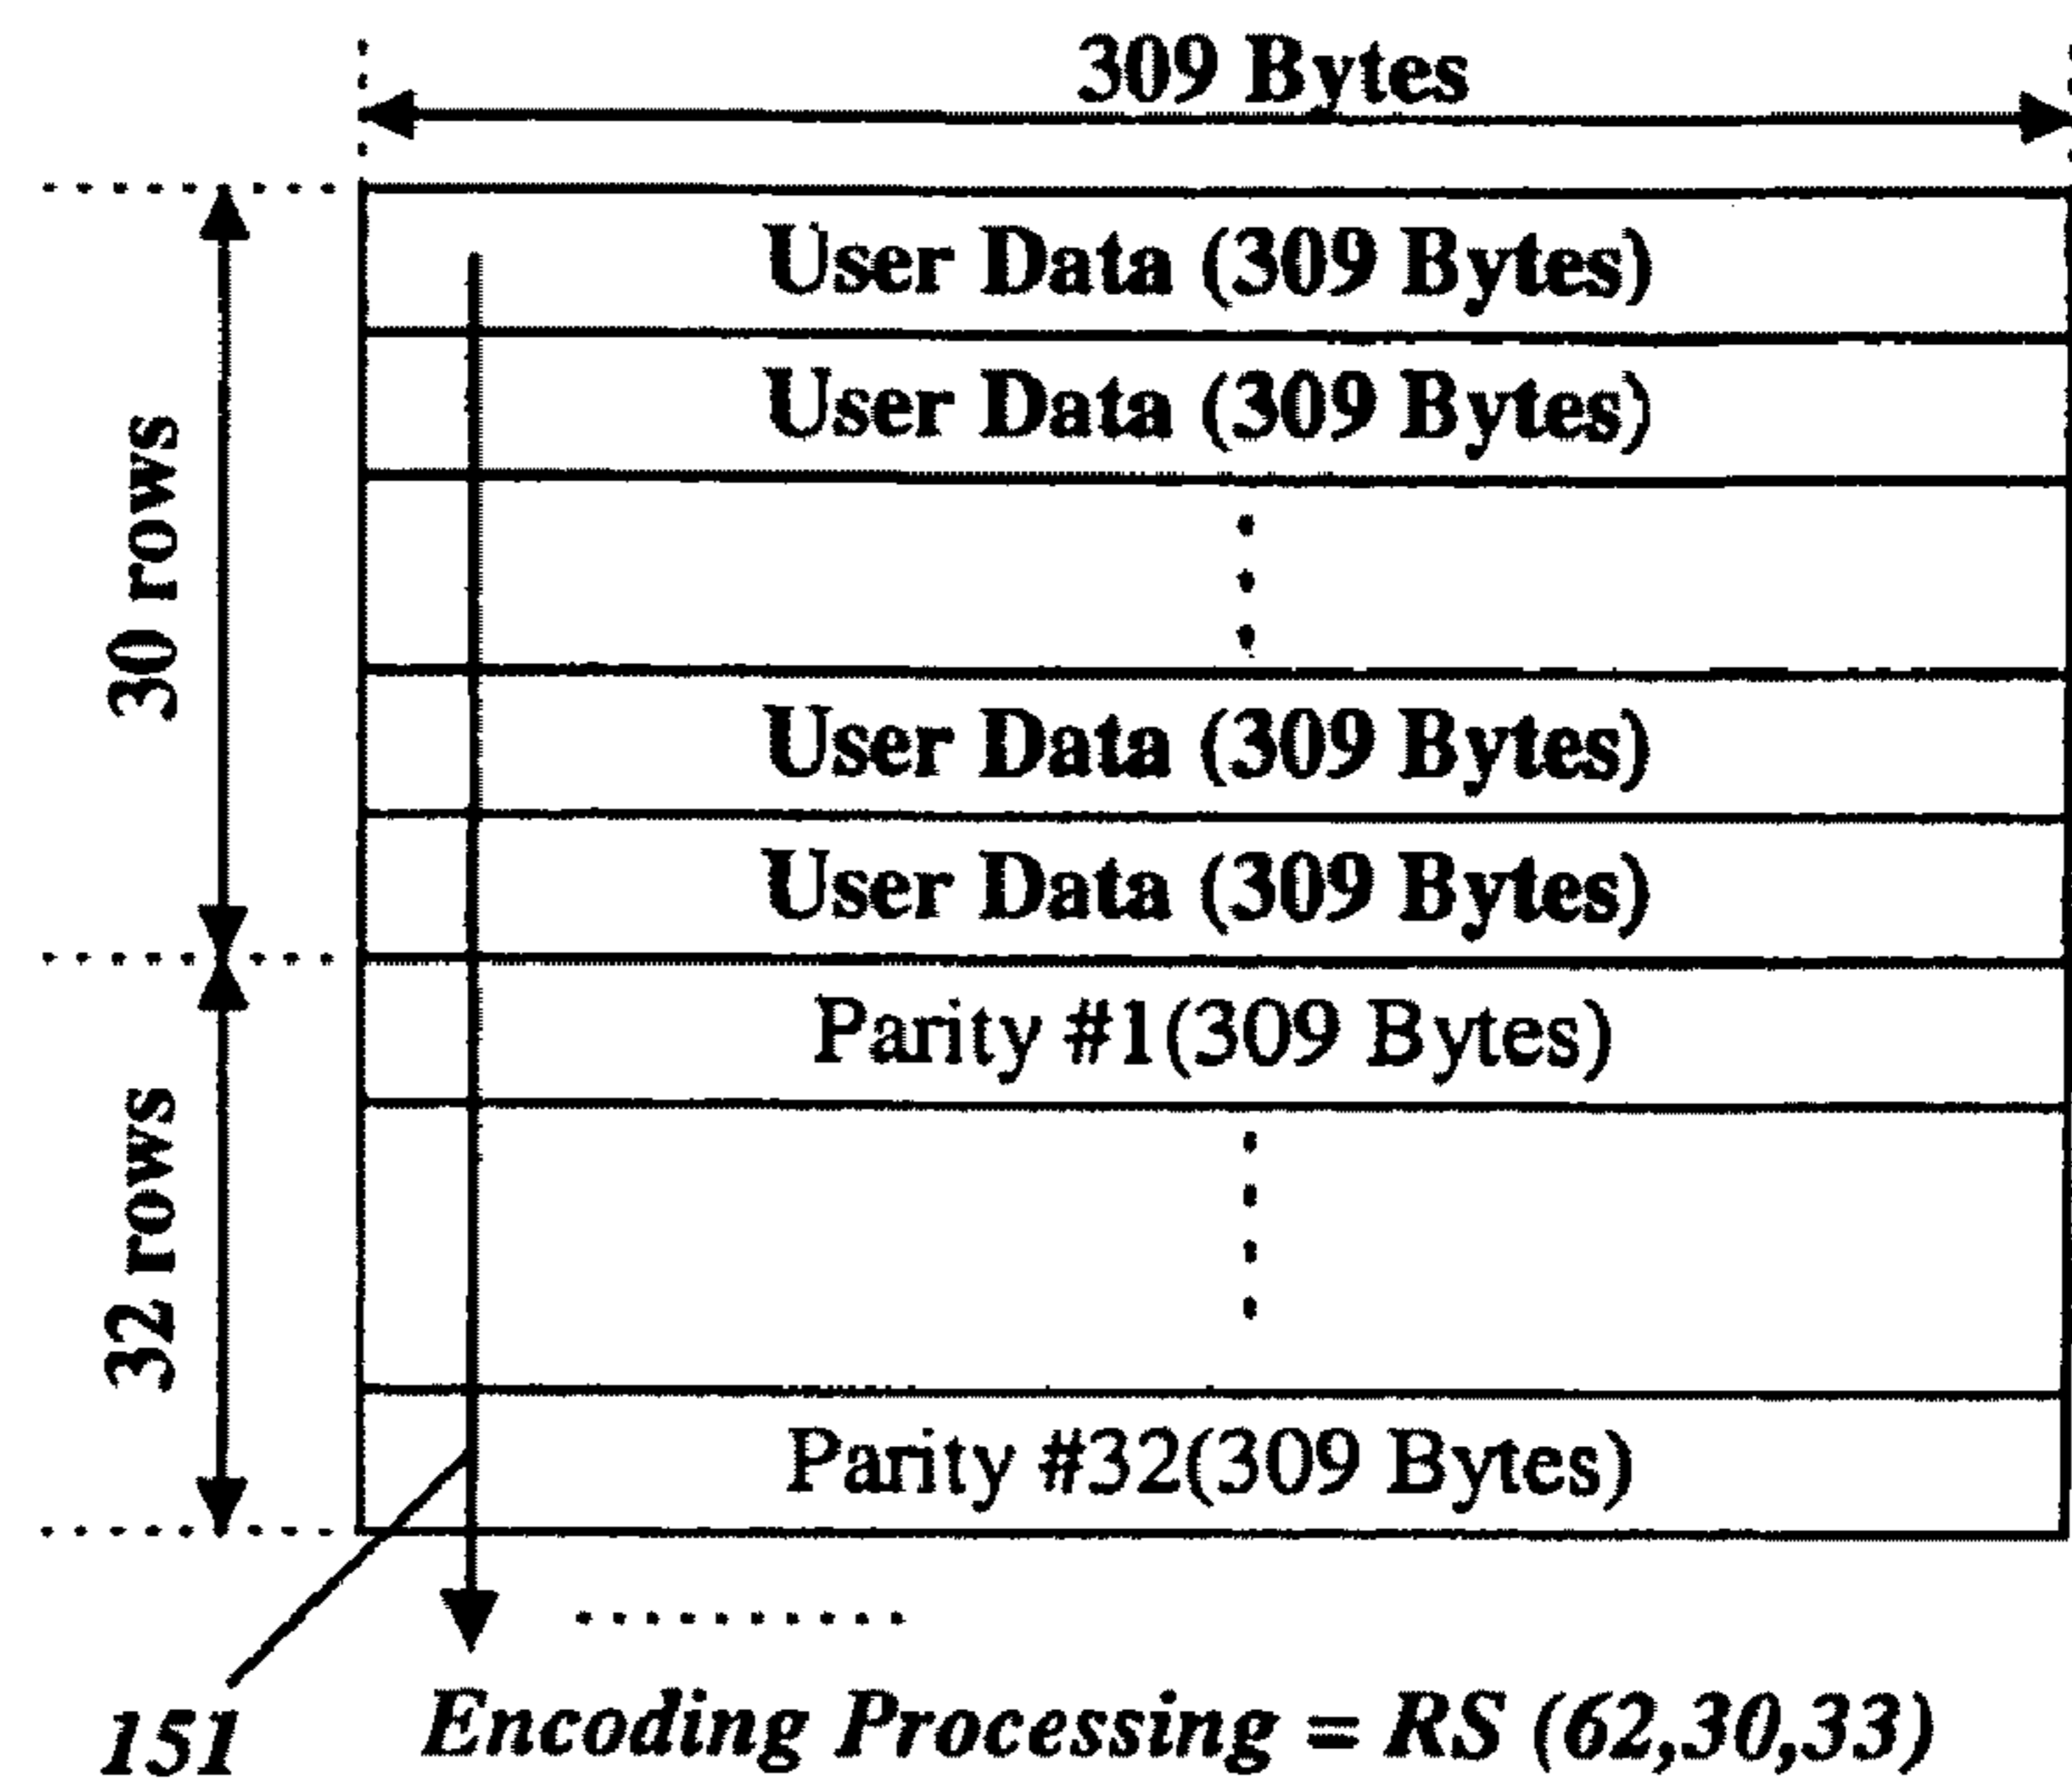 309 Bytes
User Data (309 Bytes)
User Data (309 Bytes)
30 rows
User Data (309 Bytes)
User Data (309 Bytes)
Parity #1(309 Bytes)
32 rows
Parity #32(309 Bytes)
151
Encoding Processing = RS (62,30,33)